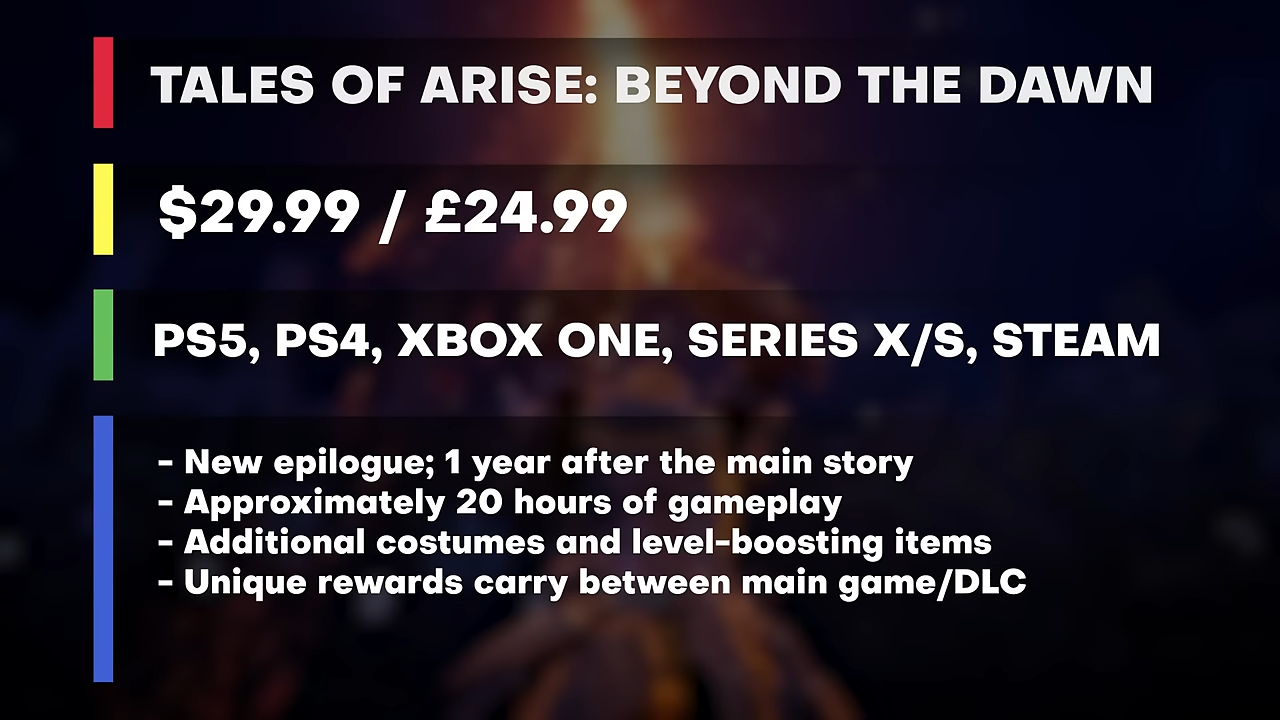 TALES OF ARISE: BEYOND THE DAWN
$29.99 / £24.99
PS5, PS4, XBOX ONE, SERIES X/S, STEAM
- New epilogue; 1 year after the main story
- Approximately 20 hours of gameplay
- Additional costumes and level-boosting items
- Unique rewards carry between main game/DLC